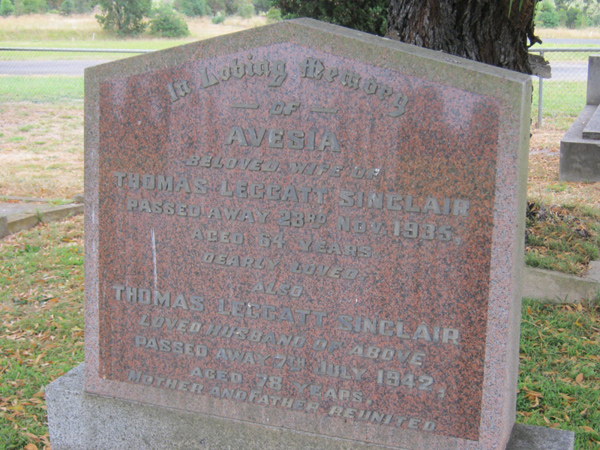 In Loving Memory
— OF —
AVESIA
BELOVED WIFE OF
THOMAS LEGGATT SINCLAIR
PASSED AWAY 23RD NOV. 1935,
AGED 64 YEARS
DEARLY LOVED
ALSO
THOMAS LEGGATT SINCLAIR
LOVED HUSBAND OF ABOVE
PASSED AWAY 7TH JULY 1942,
AGED 78 YEARS,
MOTHER AND FATHER REUNITED